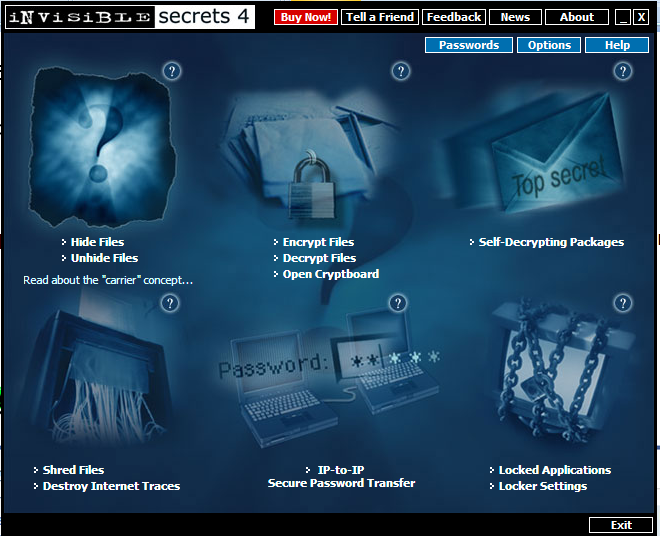 iNVisiBLE secrets 4
Buy Now! Tell a Friend Feedback News About _ X
Passwords Options Help
? ? ?
Top secret
Hide Files
Unhide Files
Read about the "carrier" concept...
Encrypt Files
Decrypt Files
Open Cryptboard
Self-Decrypting Packages
? ? ?
Password: ** ***
Shred Files
Destroy Internet Traces
IP-to-IP
Secure Password Transfer
Locked Applications
Locker Settings
Exit